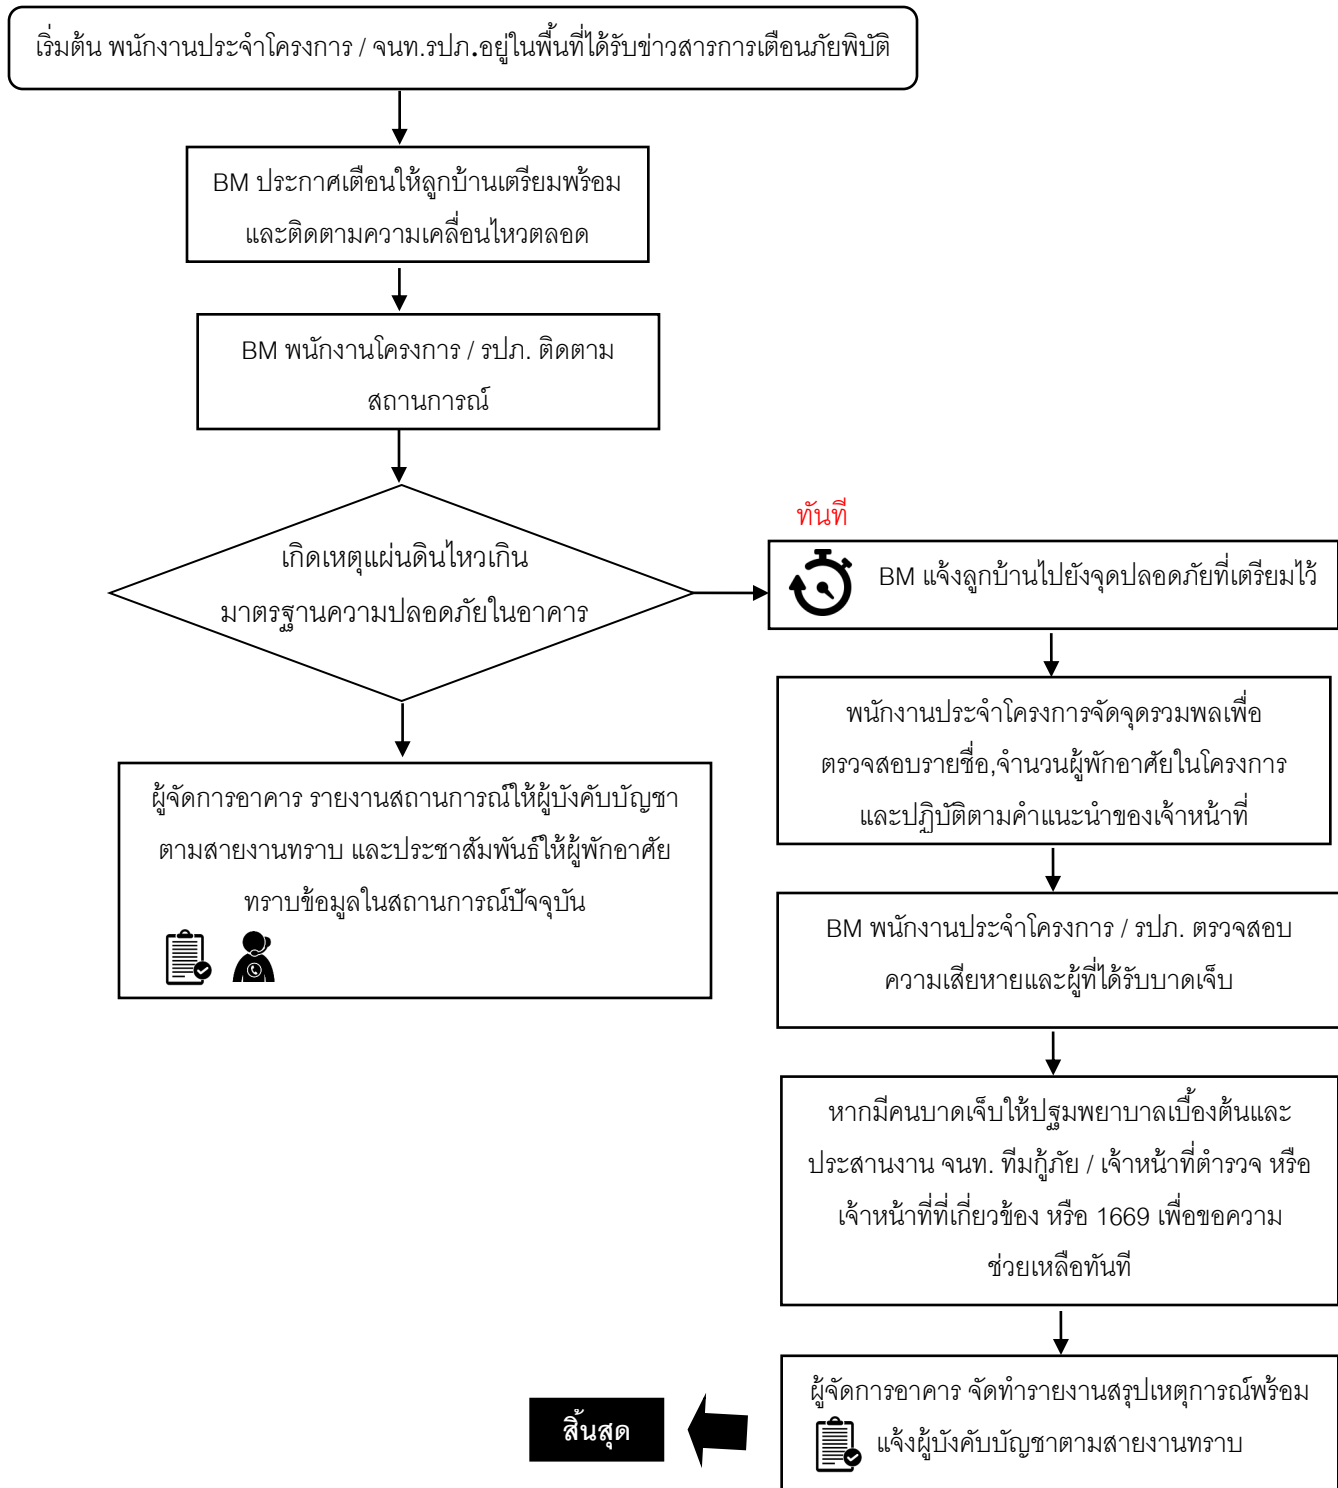 เริ่มต้น พนักงานประจำโครงการ / จนท.รปภ.อยู่ในพื้นที่ได้รับข่าวสารการเตือนภัยพิบัติ
BM ประกาศเตือนให้ลูกบ้านเตรียมพร้อม
และติดตามความเคลื่อนไหวตลอด
BM พนักงานโครงการ / รปภ. ติดตาม
สถานการณ์
เกิดเหตุแผ่นดินไหวเกิน
มาตรฐานความปลอดภัยในอาคาร
ผู้จัดการอาคาร รายงานสถานการณ์ให้ผู้บังคับบัญชา
ตามสายงานทราบ และประชาสัมพันธ์ให้ผู้พักอาศัย
ทราบข้อมูลในสถานการณ์ปัจจุบัน
ทันที
BM แจ้งลูกบ้านไปยังจุดปลอดภัยที่เตรียมไว้
พนักงานประจำโครงการจัดจุดรวมพลเพื่อ
ตรวจสอบรายชื่อ,จำนวนผู้พักอาศัยในโครงการ
และปฏิบัติตามคำแนะนำของเจ้าหน้าที่
BM พนักงานประจำโครงการ / รปภ. ตรวจสอบ
ความเสียหายและผู้ที่ได้รับบาดเจ็บ
หากมีคนบาดเจ็บให้ปฐมพยาบาลเบื้องต้นและ
ประสานงาน จนท. ทีมกู้ภัย / เจ้าหน้าที่ตำรวจ หรือ
เจ้าหน้าที่ที่เกี่ยวข้อง หรือ 1669 เพื่อขอความ
ช่วยเหลือทันที
ผู้จัดการอาคาร จัดทำรายงานสรุปเหตุการณ์พร้อม
แจ้งผู้บังคับบัญชาตามสายงานทราบ
สิ้นสุด